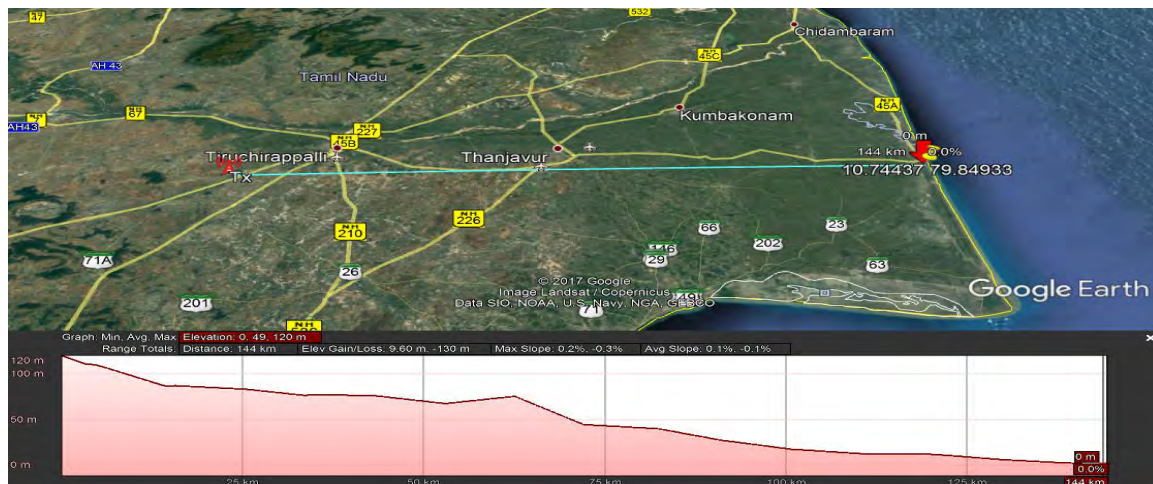 47
532
Chidambaram
AH 43
Tamil Nadu
45C
67
45A
7
AH43
227
Kumbakonam
45B
0 m
Tiruchirappalli
Thanjavur
144 km
0.0%
Tx
10.74437 79.84933
226
210
66
23
71A
26
146
202
29
63
© 2017 Google
Image Landsat / Copernicus
Data SIO, NOAA, U.S. Navy, NGA, GEBCO
201
71
49
Google Earth
Graph: Min, Avg, Max Elevation: 0, 49, 120 m
Range Totals: Distance: 144 km Elev Gain/Loss: 9.60 m, -130 m Max Slope: 0.2%, -0.3% Avg Slope: 0.1%, -0.1%
120 m
100 m
50 m
0 m
0 m
0.0%
25 km 50 km 75 km 100 km 125 km 144 km